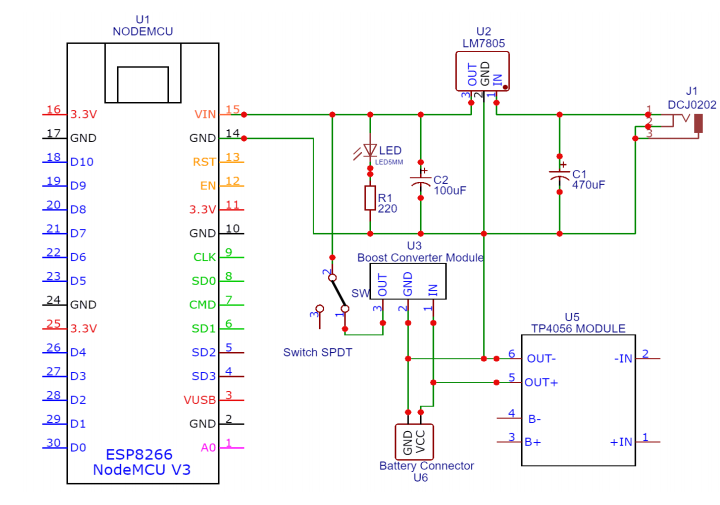 U1
NODEMCU
16 3.3V VIN 15
17 GND GND 14
18 D10 RST 13
19 D9 EN 12
20 D8 3.3V 11
21 D7 GND 10
22 D6 CLK 9
23 D5 SD0 8
24 GND CMD 7
25 3.3V SD1 6
26 D4 SD2 5
27 D3 SD3 4
28 D2 VUSB 3
29 D1 GND 2
30 D0 A0 1
ESP8266
NodeMCU V3
U2
LM7805
OUT GND IN
3 2 1
J1
DCJ0202
1
2
3
LED
LED5MM
R1
220
+
C2
100uF
+
C1
470uF
U3
Boost Converter Module
OUT GND IN
3 2 1
2
SW
3 1
Switch SPDT
U5
TP4056 MODULE
6 OUT- -IN 2
5 OUT+
4 B-
3 B+ +IN 1
GND VCC
Battery Connector
U6